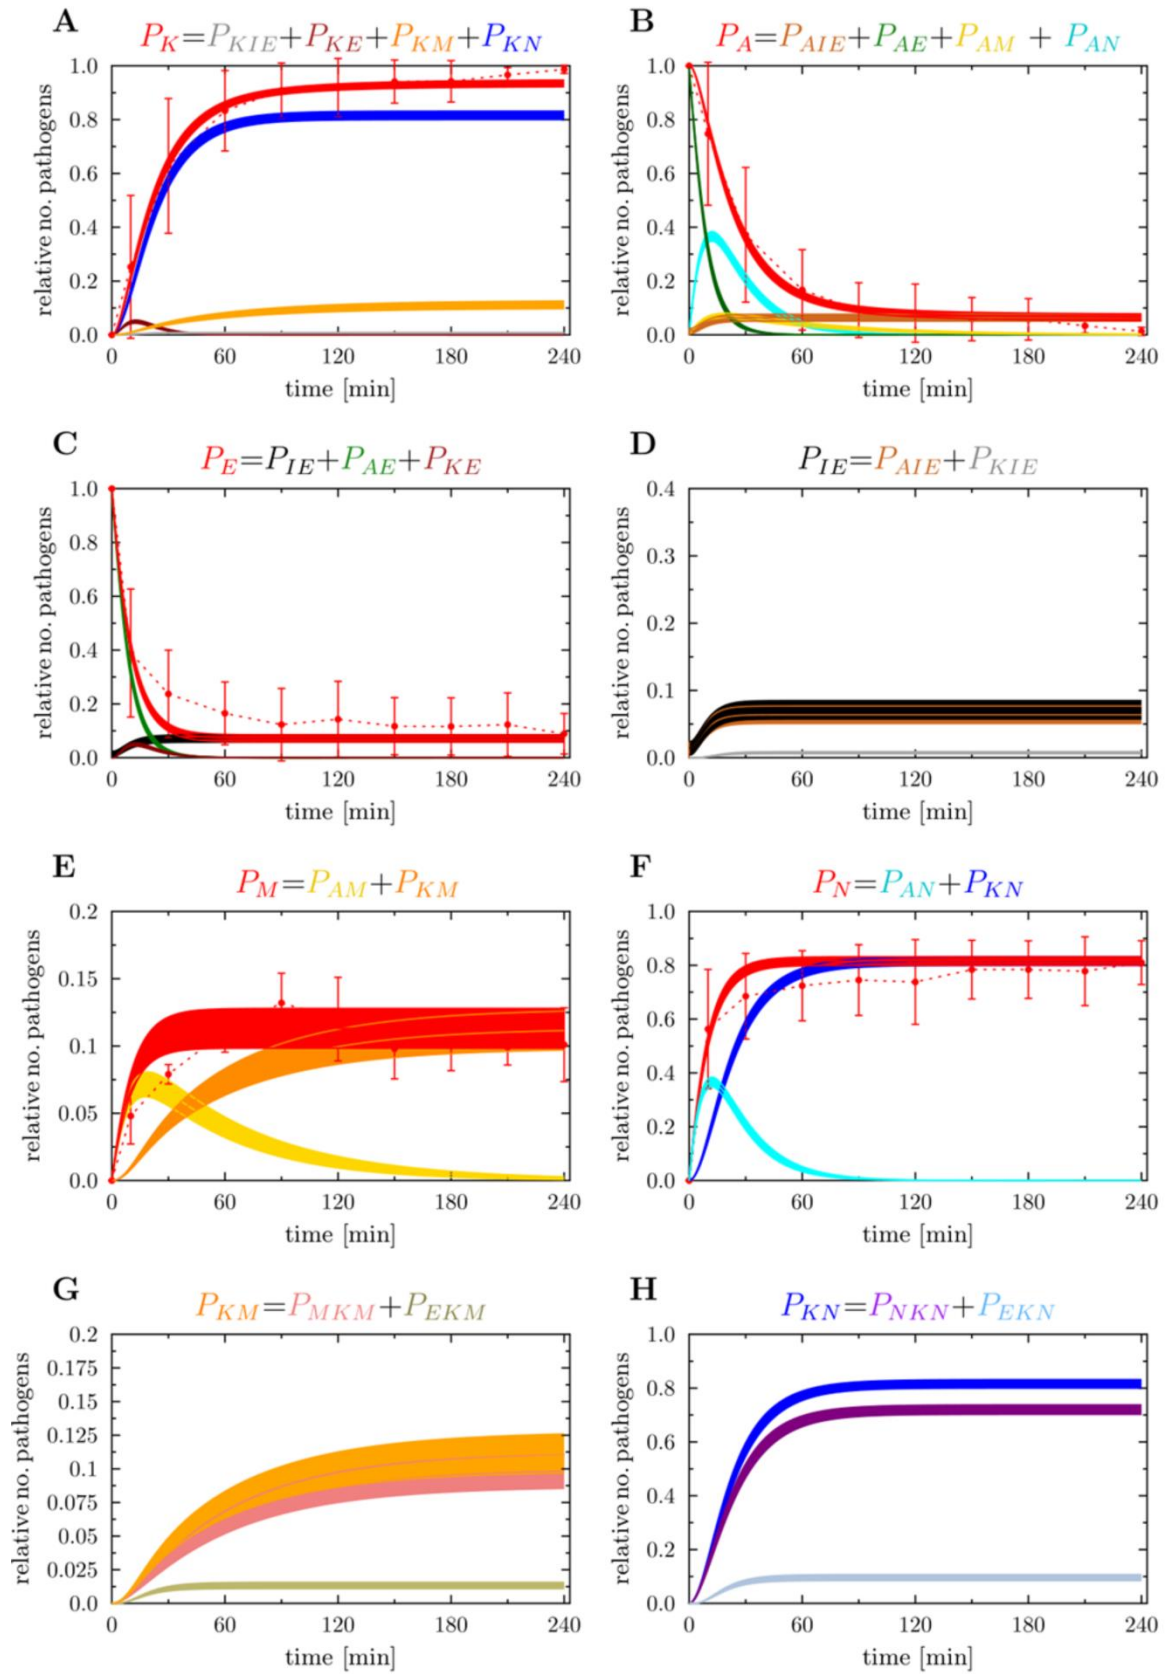 A
P_K=P_KIE+P_KE+P_KM+P_KN
relative no. pathogens
1.0
0.8
0.6
0.4
0.2
0.0
0 60 120 180 240
time [min]
B
P_A=P_AIE+P_AE+P_AM + P_AN
relative no. pathogens
1.0
0.8
0.6
0.4
0.2
0.0
0 60 120 180 240
time [min]
C
P_E=P_IE+P_AE+P_KE
relative no. pathogens
1.0
0.8
0.6
0.4
0.2
0.0
0 60 120 180 240
time [min]
D
P_IE=P_AIE+P_KIE
relative no. pathogens
0.4
0.3
0.2
0.1
0.0
0 60 120 180 240
time [min]
E
P_M=P_AM+P_KM
relative no. pathogens
0.2
0.15
0.1
0.05
0.0
0 60 120 180 240
time [min]
F
P_N=P_AN+P_KN
relative no. pathogens
1.0
0.8
0.6
0.4
0.2
0.0
0 60 120 180 240
time [min]
G
P_KM=P_MKM+P_EKM
relative no. pathogens
0.2
0.175
0.15
0.125
0.1
0.075
0.05
0.025
0.0
0 60 120 180 240
time [min]
H
P_KN=P_NKN+P_EKN
relative no. pathogens
1.0
0.8
0.6
0.4
0.2
0.0
0 60 120 180 240
time [min]